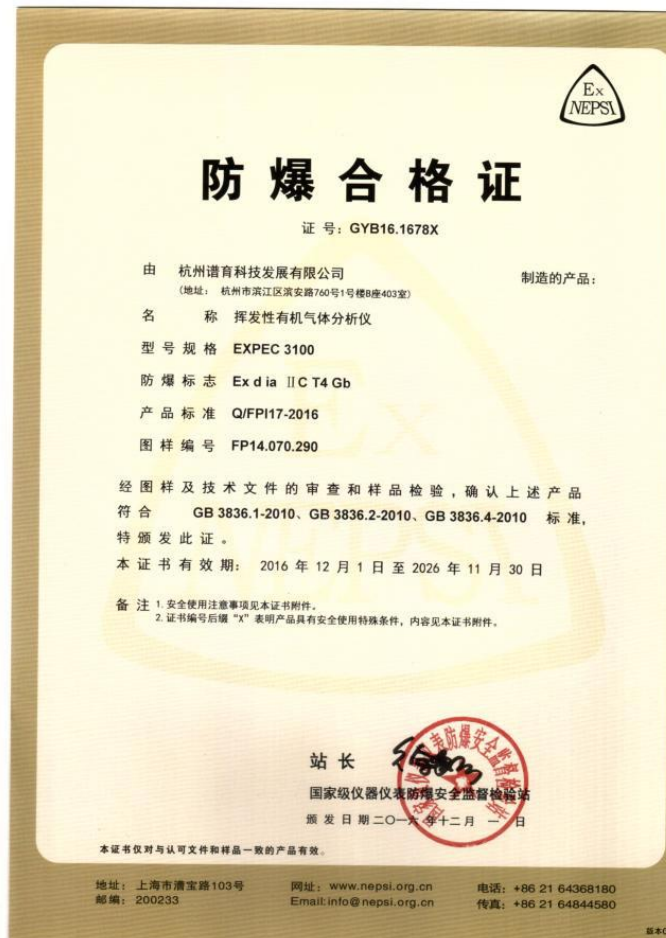 Ex
NEPSI
防爆合格证
证 号：GYB16.1678X
由 杭州谱育科技发展有限公司 制造的产品：
(地址： 杭州市滨江区滨安路760号1号楼B座403室)
名 称 挥发性有机气体分析仪
型号规格 EXPEC 3100
防爆标志 Ex d ia ⅡC T4 Gb
产品标准 Q/FPI17-2016
图样编号 FP14.070.290
经图样及技术文件的审查和样品检验，确认上述产品
符合 GB 3836.1-2010、GB 3836.2-2010、GB 3836.4-2010 标准，
特颁发此证。
本证书有效期： 2016 年 12 月 1 日 至 2026 年 11 月 30 日
备 注 1. 安全使用注意事项见本证书附件。
2. 证书编号后缀“X”表明产品具有安全使用特殊条件，内容见本证书附件。
站 长
国家级仪器仪表防爆安全监督检验站
颁发日期二〇一六年十二月一日
本证书仅对与认可文件和样品一致的产品有效。
地址： 上海市漕宝路103号 网址： www.nepsi.org.cn 电话： +86 21 64368180
邮编： 200233 Email:info@nepsi.org.cn 传真： +86 21 64844580
版本0